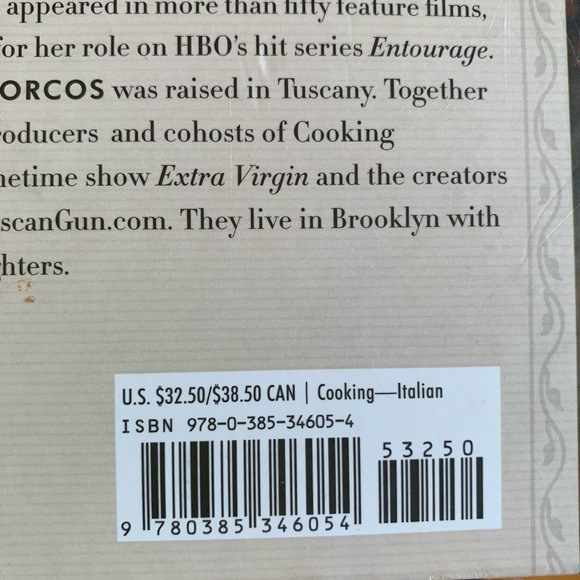 appeared in more than fifty feature films,
for her role on HBO's hit series Entourage.
ORCOS was raised in Tuscany. Together
roducers and cohosts of Cooking
netime show Extra Virgin and the creators
scanGun.com. They live in Brooklyn with
ghters.
U.S. $32.50/$38.50 CAN | Cooking—Italian
ISBN 978-0-385-34605-4
53250
9 780385 346054